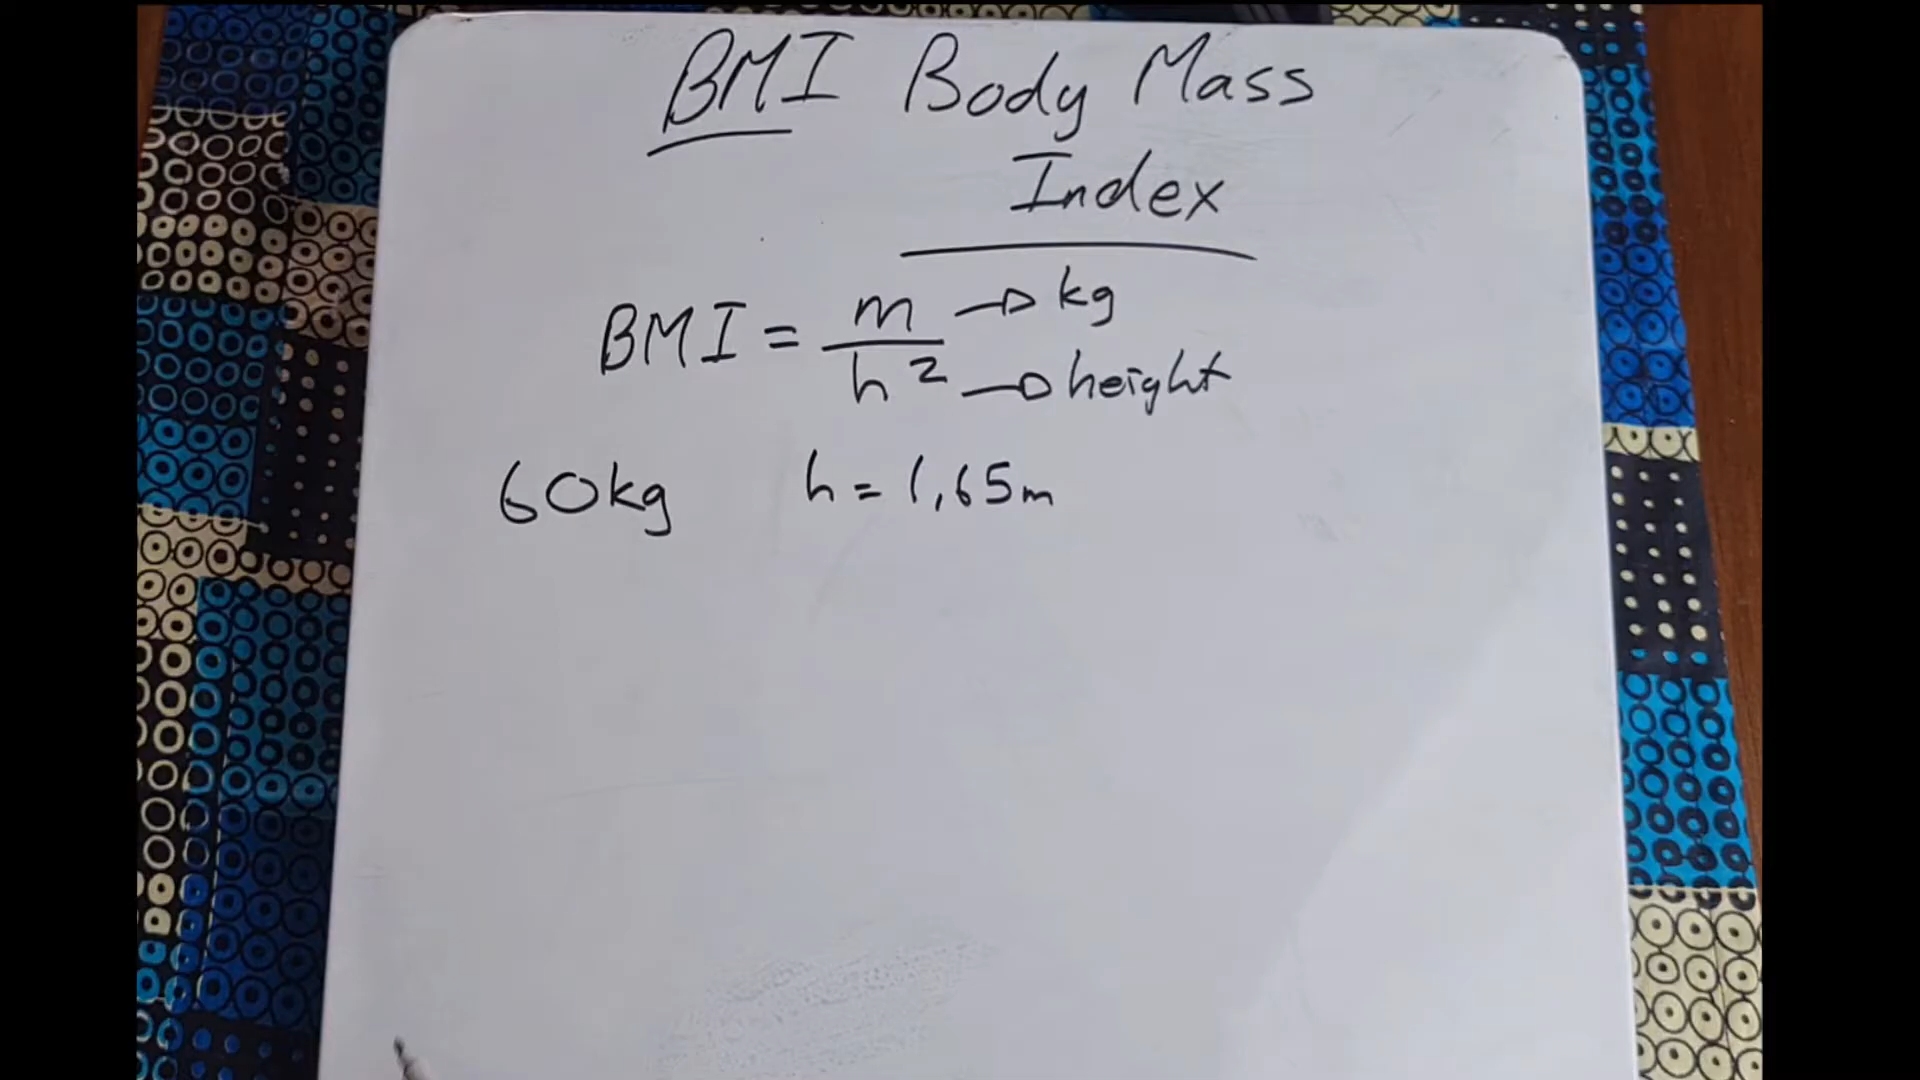 BMI Body Mass
Index
BMI = m/h² → kg
→ height
60kg h = 1,65m